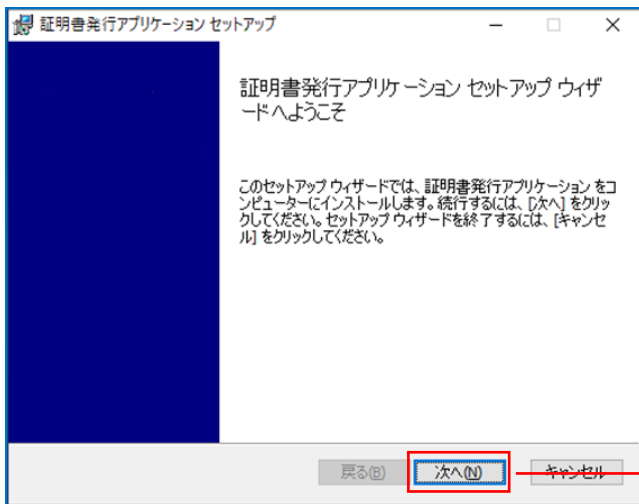 証明書発行アプリケーション セットアップ
証明書発行アプリケーション セットアップ ウィザ
ードへようこそ
このセットアップ ウィザードでは、証明書発行アプリケーション をコ
ンピューターにインストールします。続行するには、[次へ] をクリッ
クしてください。セットアップ ウィザードを終了するには、[キャンセ
ル] をクリックしてください。
戻る(B) 次へ(N) キャンセル